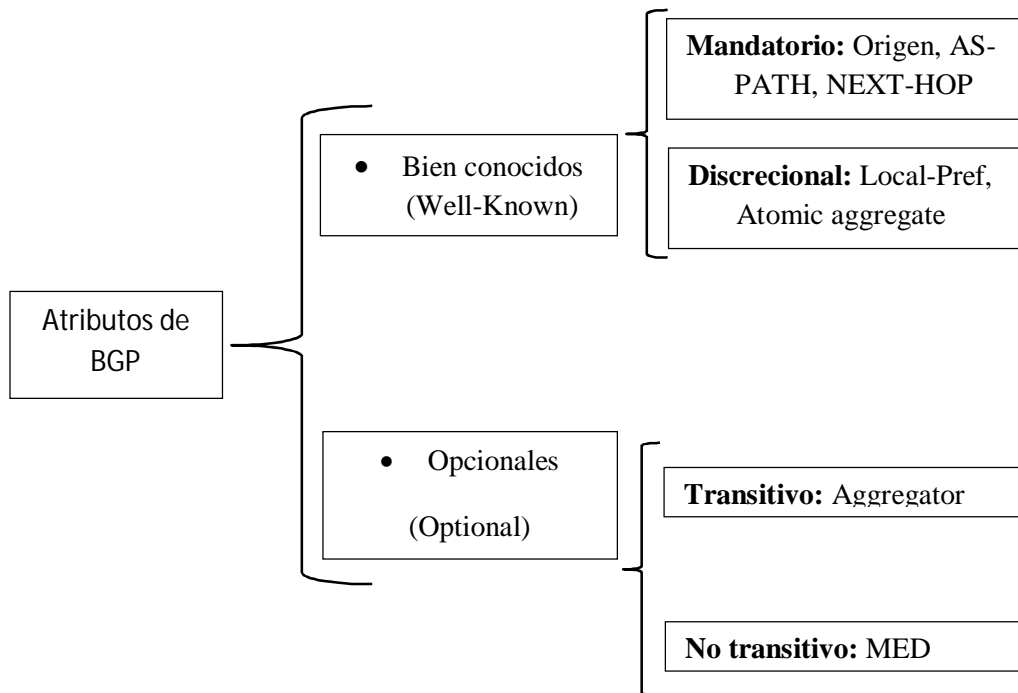 Mandatorio: Origen, AS-
PATH, NEXT-HOP
• Bien conocidos
(Well-Known)
Discrecional: Local-Pref,
Atomic aggregate
Atributos de
BGP
• Opcionales
(Optional)
Transitivo: Aggregator
No transitivo: MED